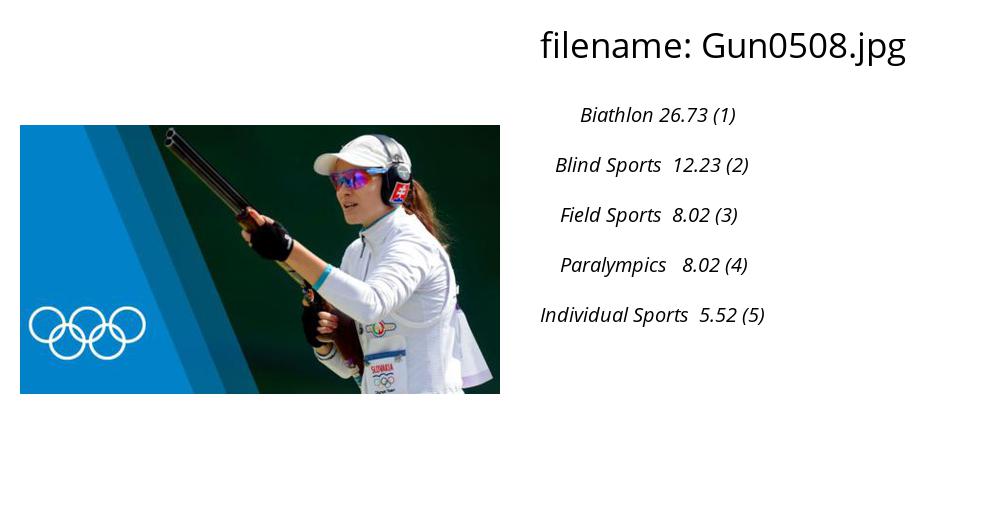 filename: Gun0508.jpg
Biathlon 26.73 (1)
Blind Sports 12.23 (2)
Field Sports 8.02 (3)
Paralympics 8.02 (4)
Individual Sports 5.52 (5)
SLOVAKIA